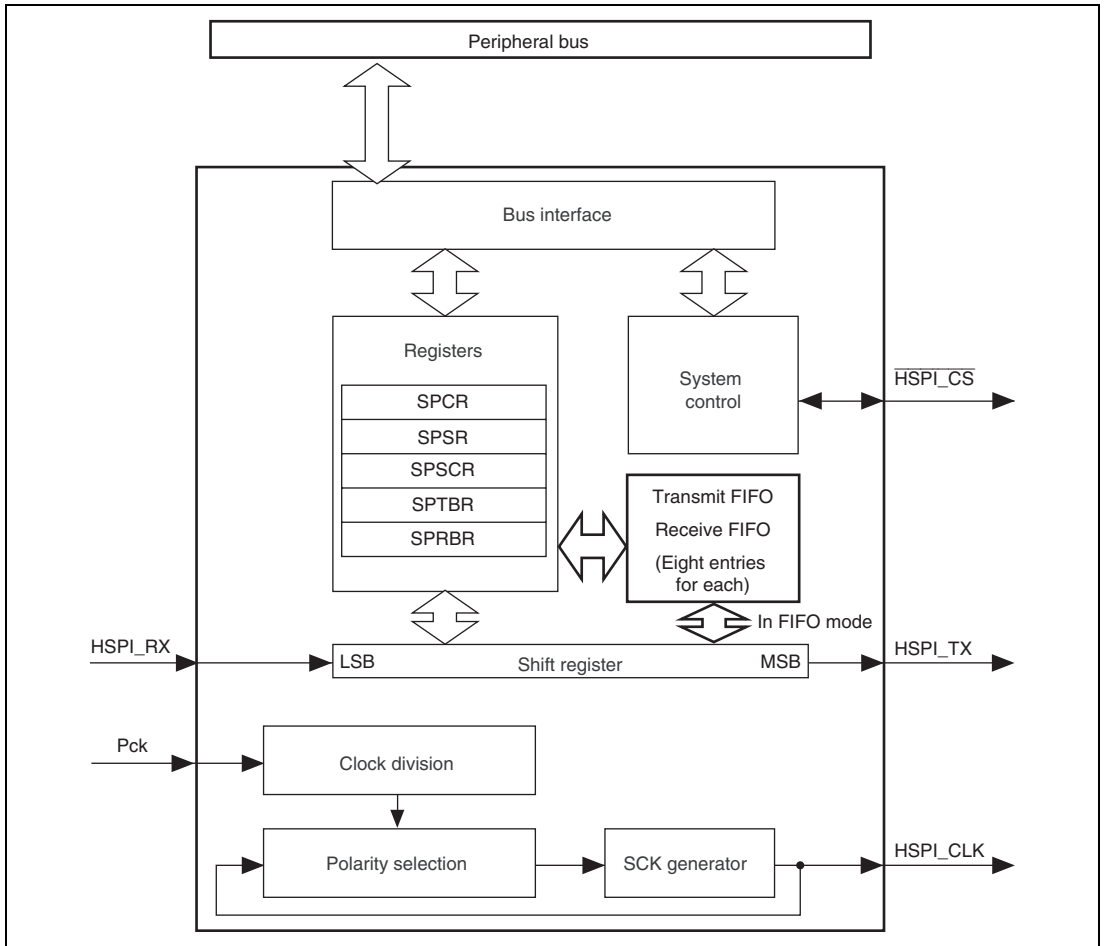 Peripheral bus
Bus interface
Registers
SPCR
SPSR
SPSCR
SPTBR
SPRBR
System
control
HSPI_CS
Transmit FIFO
Receive FIFO
(Eight entries
for each)
In FIFO mode
HSPI_RX
LSB
Shift register
MSB
HSPI_TX
Pck
Clock division
Polarity selection
SCK generator
HSPI_CLK